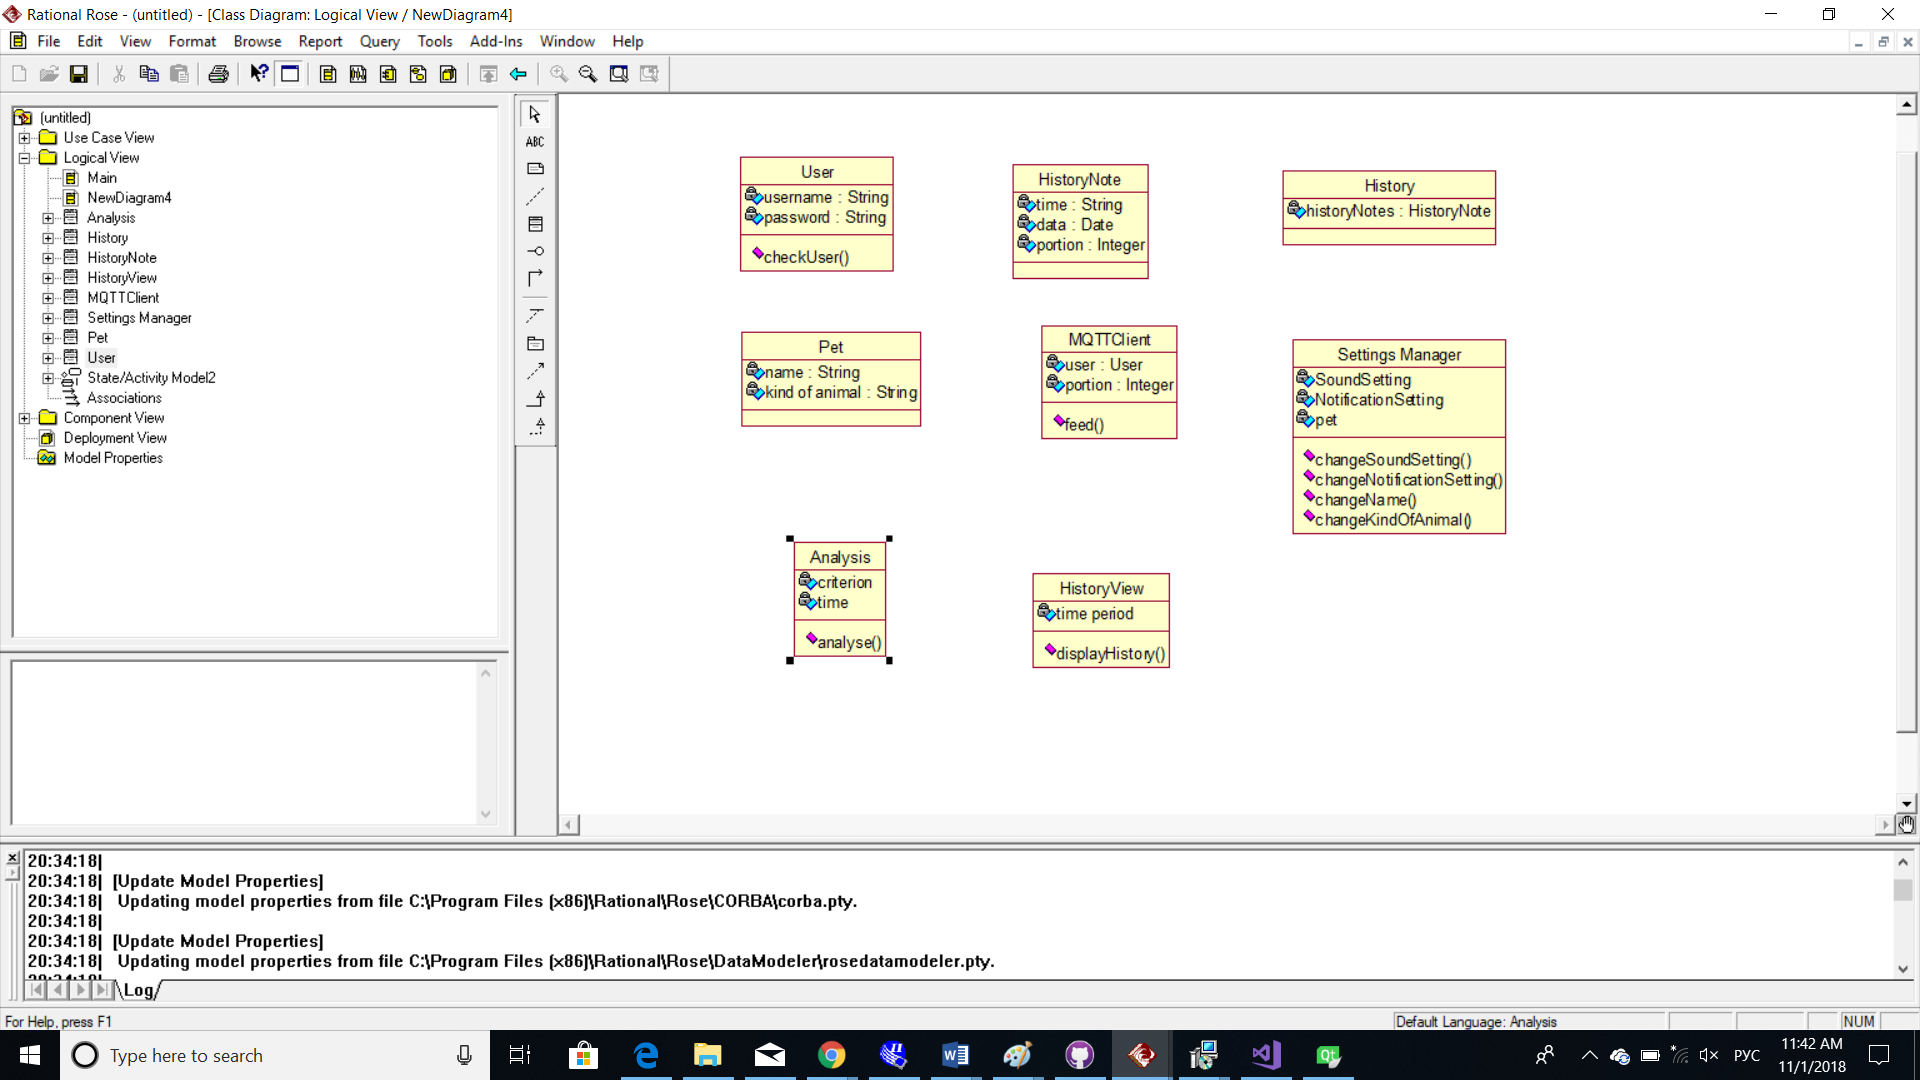 Rational Rose - (untitled) - [Class Diagram: Logical View / NewDiagram4]
File Edit View Format Browse Report Query Tools Add-Ins Window Help
(untitled)
Use Case View
Logical View
Main
NewDiagram4
Analysis
History
HistoryNote
HistoryView
MQTTClient
Settings Manager
Pet
User
State/Activity Model2
Associations
Component View
Deployment View
Model Properties
ABC
User
username : String
password : String
checkUser()
HistoryNote
time : String
data : Date
portion : Integer
History
historyNotes : HistoryNote
Pet
name : String
kind of animal : String
MQTTClient
user : User
portion : Integer
feed()
Settings Manager
SoundSetting
NotificationSetting
pet
changeSoundSetting()
changeNotificationSetting()
changeName()
changeKindOfAnimal()
Analysis
criterion
time
analyse()
HistoryView
time period
displayHistory()
20:34:18|
20:34:18| [Update Model Properties]
20:34:18| Updating model properties from file C:\Program Files (x86)\Rational\Rose\CORBA\corba.pty.
20:34:18|
20:34:18| [Update Model Properties]
20:34:18| Updating model properties from file C:\Program Files (x86)\Rational\Rose\DataModeler\rosedatamodeler.pty.
20:34:18|
Log
For Help, press F1
Default Language: Analysis
NUM
Type here to search
РУС
11:42 AM
11/1/2018